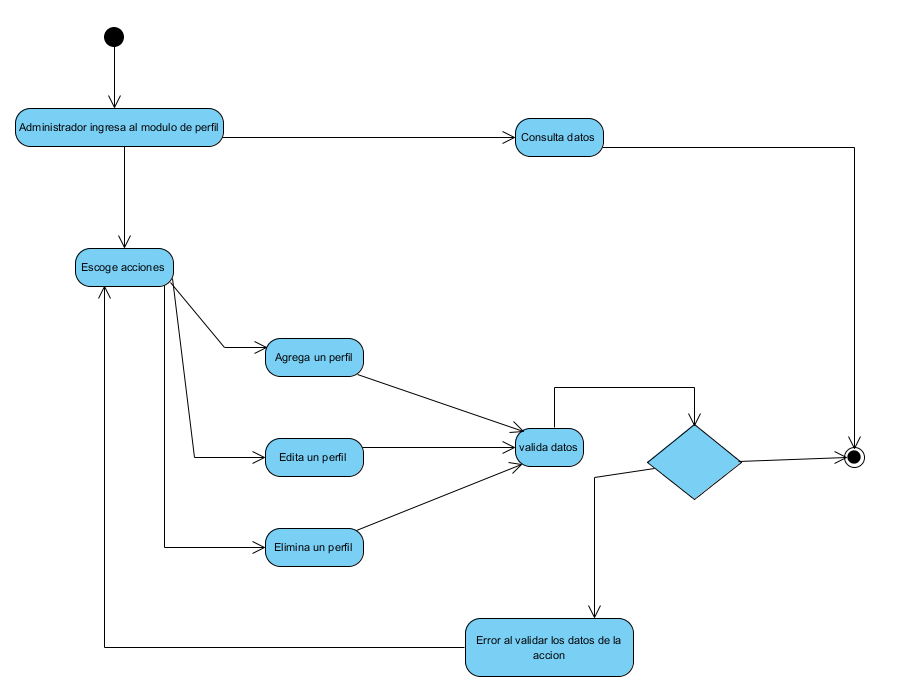 Administrador ingresa al modulo de perfil
Consulta datos
Escoge acciones
Agrega un perfil
Edita un perfil
valida datos
Elimina un perfil
Error al validar los datos de la
accion